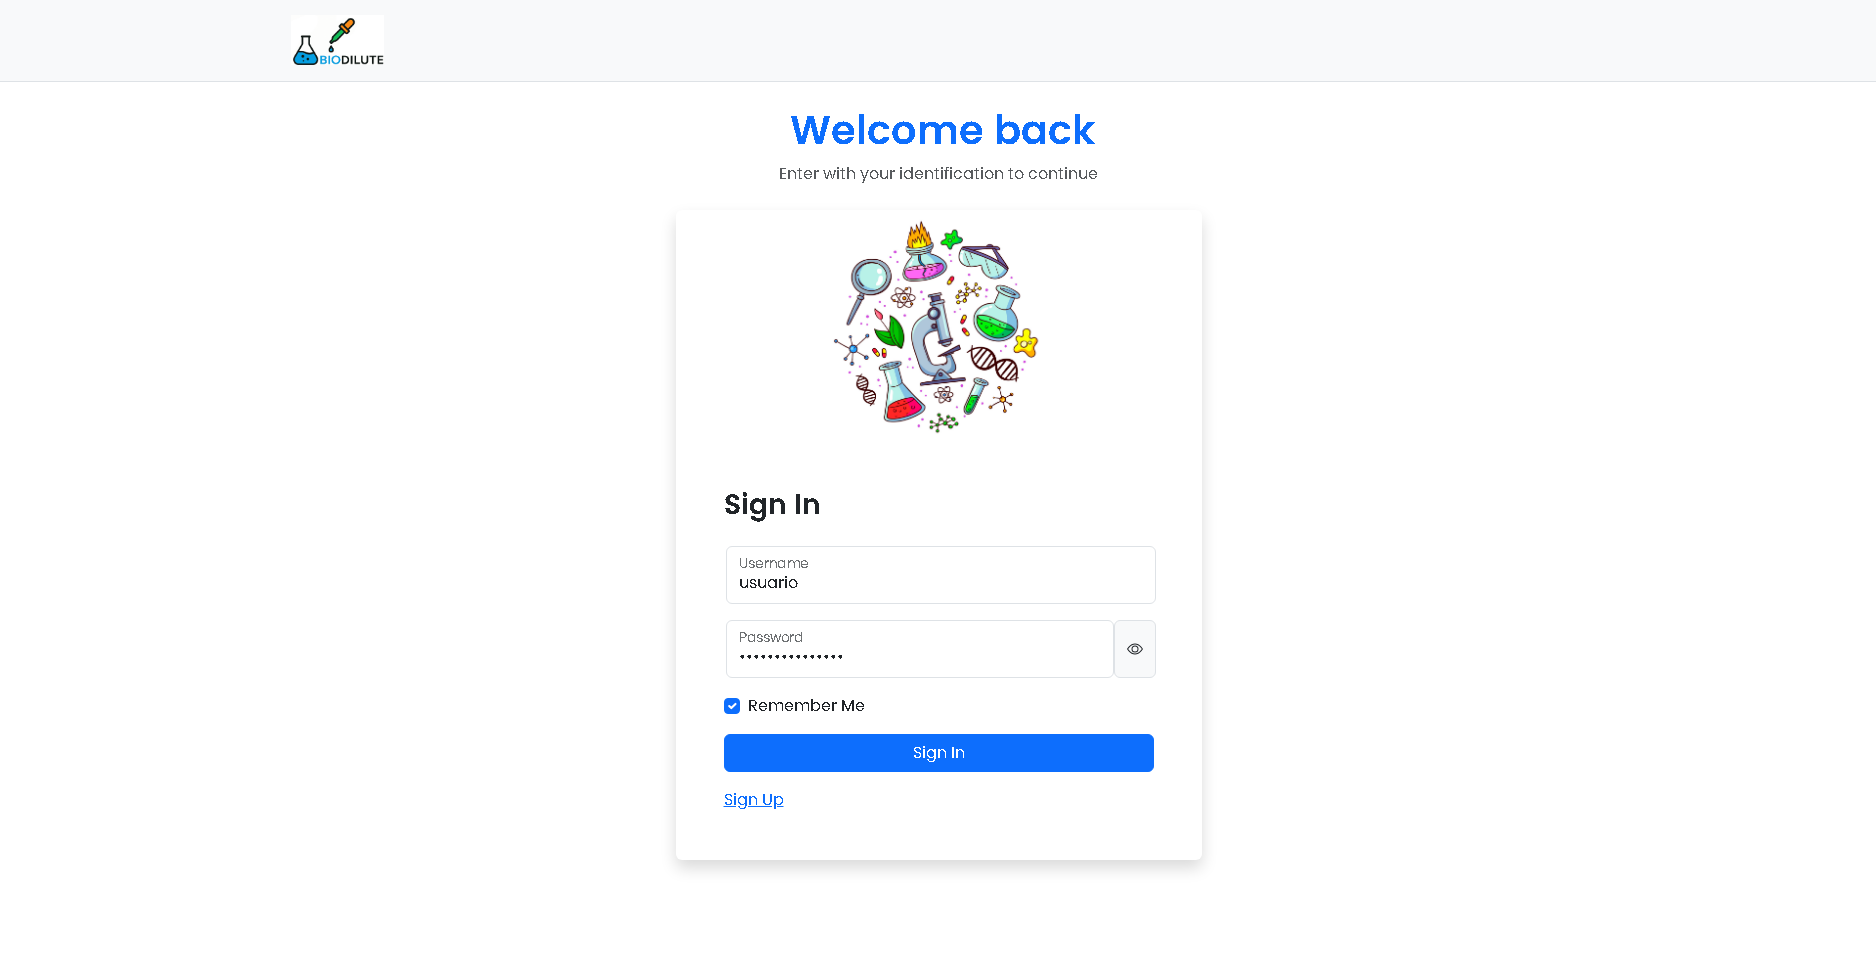 BIODILUTE
Welcome back
Enter with your identification to continue
Sign In
Username
usuario
Password
•••••••••••••••
Remember Me
Sign In
Sign Up